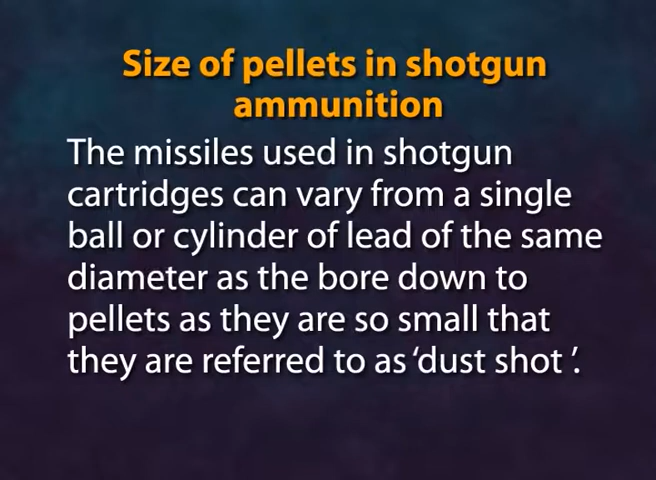 Size of pellets in shotgun
ammunition
The missiles used in shotgun
cartridges can vary from a single
ball or cylinder of lead of the same
diameter as the bore down to
pellets as they are so small that
they are referred to as ‘dust shot ’.